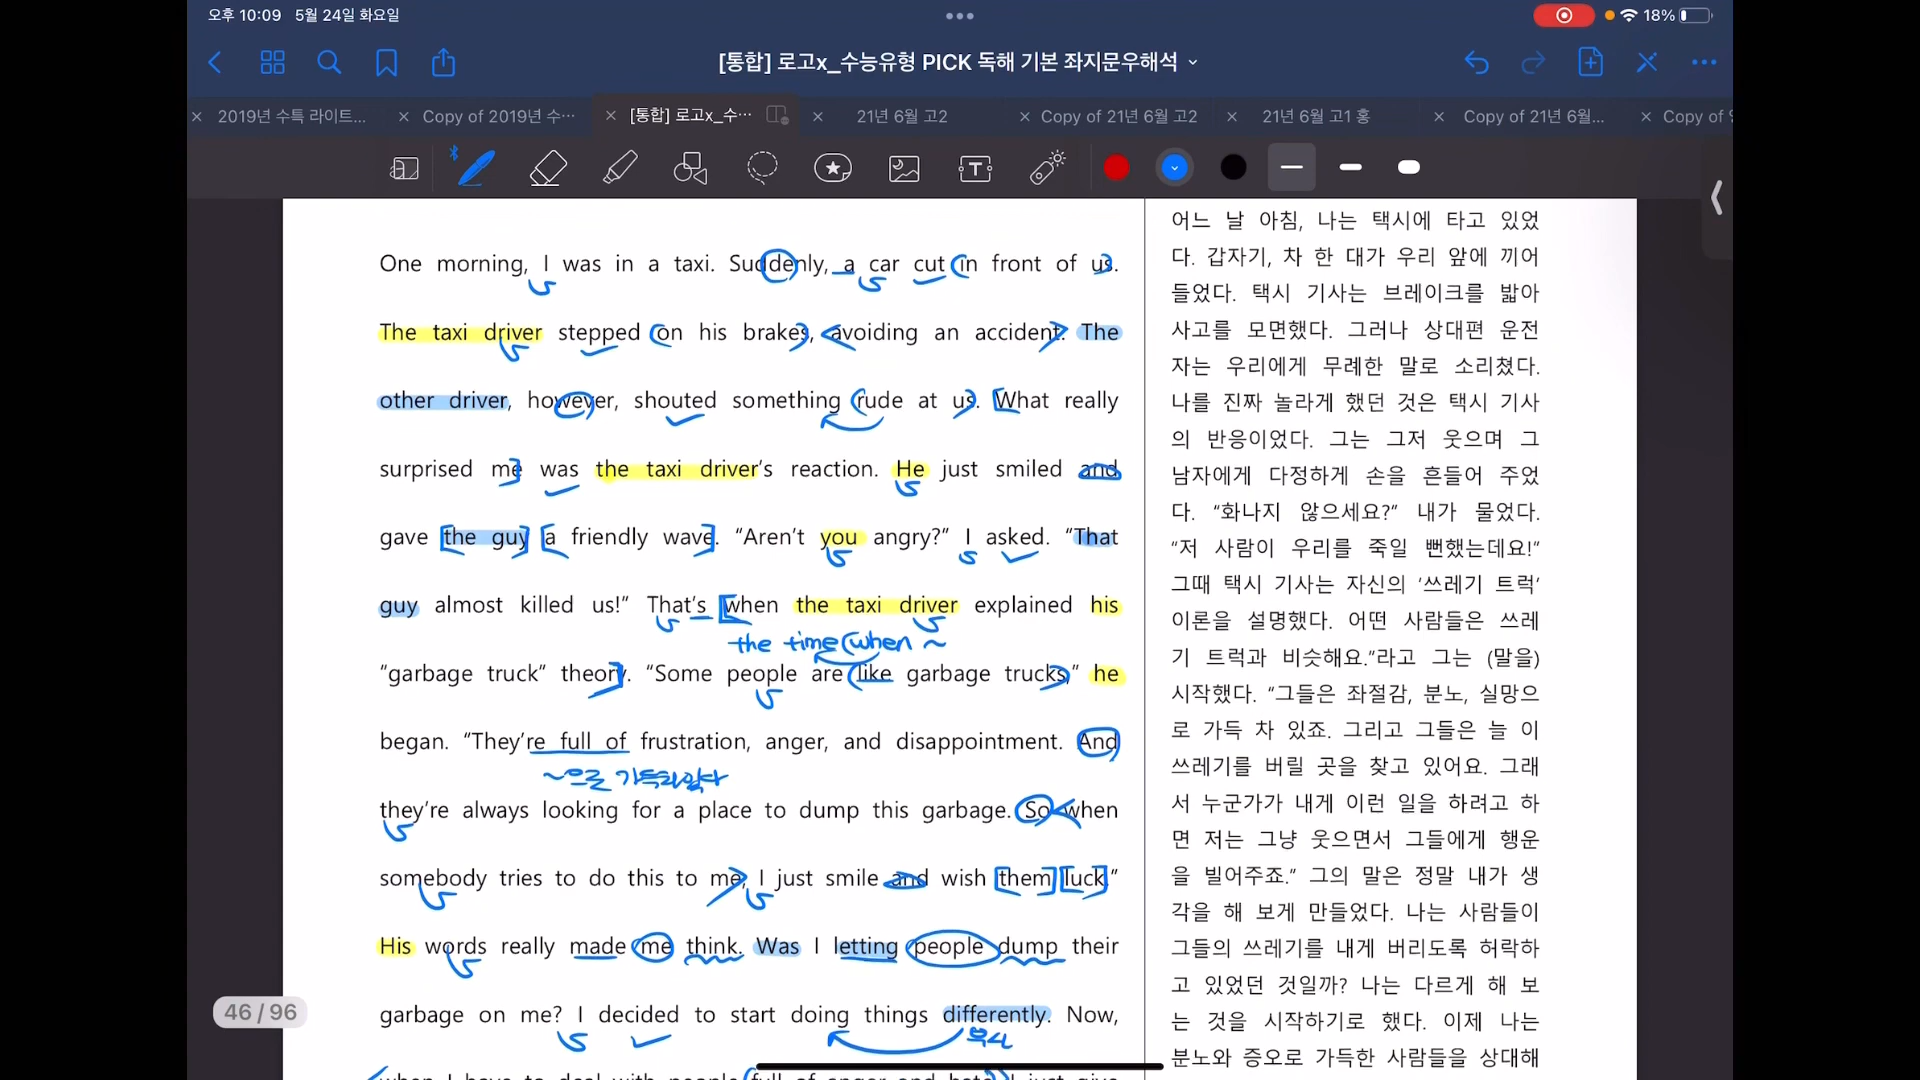 오후 10:09 5월 24일 화요일
18%
[통합] 로고x_수능유형 PICK 독해 기본 좌지문우해석
2019년 수특 라이트...
Copy of 2019년 수...
[통합] 로고x_수...
21년 6월 고2
Copy of 21년 6월 고2
21년 6월 고1 홍
Copy of 21년 6월...
Copy of
One morning, I was in a taxi. Suddenly, a car cut in front of us.
The taxi driver stepped on his brakes, avoiding an accident. The
other driver, however, shouted something rude at us. What really
surprised me was the taxi driver's reaction. He just smiled and
gave the guy a friendly wave. “Aren't you angry?” I asked. “That
guy almost killed us!” That's when the taxi driver explained his
the time (when ~
“garbage truck” theory. “Some people are like garbage trucks,” he
began. “They're full of frustration, anger, and disappointment. And
~으로 가득차있다
they're always looking for a place to dump this garbage. So when
somebody tries to do this to me, I just smile and wish them luck.”
His words really made me think. Was I letting people dump their
garbage on me? I decided to start doing things differently. Now,
부사
when I have to deal with people full of anger and hate, I just give
어느 날 아침, 나는 택시에 타고 있었
다. 갑자기, 차 한 대가 우리 앞에 끼어
들었다. 택시 기사는 브레이크를 밟아
사고를 모면했다. 그러나 상대편 운전
자는 우리에게 무례한 말로 소리쳤다.
나를 진짜 놀라게 했던 것은 택시 기사
의 반응이었다. 그는 그저 웃으며 그
남자에게 다정하게 손을 흔들어 주었
다. “화나지 않으세요?” 내가 물었다.
“저 사람이 우리를 죽일 뻔했는데요!”
그때 택시 기사는 자신의 ‘쓰레기 트럭’
이론을 설명했다. 어떤 사람들은 쓰레
기 트럭과 비슷해요.”라고 그는 (말을)
시작했다. “그들은 좌절감, 분노, 실망으
로 가득 차 있죠. 그리고 그들은 늘 이
쓰레기를 버릴 곳을 찾고 있어요. 그래
서 누군가가 내게 이런 일을 하려고 하
면 저는 그냥 웃으면서 그들에게 행운
을 빌어주죠.” 그의 말은 정말 내가 생
각을 해 보게 만들었다. 나는 사람들이
그들의 쓰레기를 내게 버리도록 허락하
고 있었던 것일까? 나는 다르게 해 보
는 것을 시작하기로 했다. 이제 나는
분노와 증오로 가득한 사람들을 상대해
46 / 96